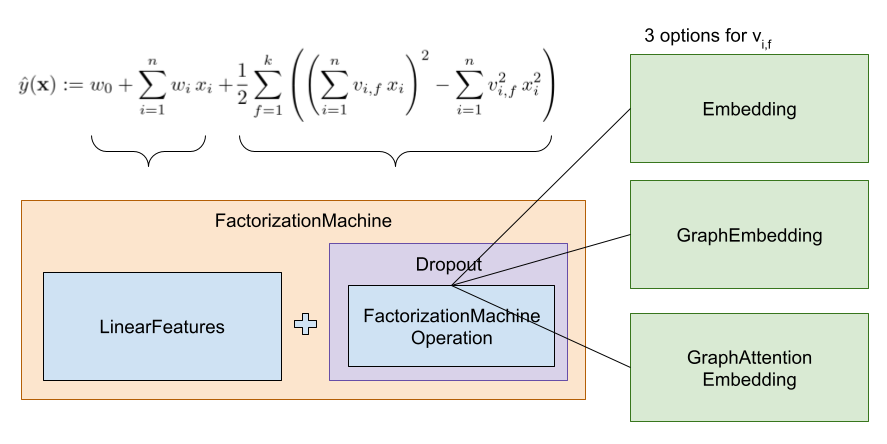 3 options for v_{i,f}
ŷ(𝐱) := w_0 + \sum_{i=1}^{n} w_i x_i + \frac{1}{2} \sum_{f=1}^{k} \left( \left( \sum_{i=1}^{n} v_{i,f} x_i \right)^2 - \sum_{i=1}^{n} v_{i,f}^2 x_i^2 \right)
Embedding
FactorizationMachine
GraphEmbedding
Dropout
LinearFeatures
FactorizationMachine
Operation
GraphAttention
Embedding